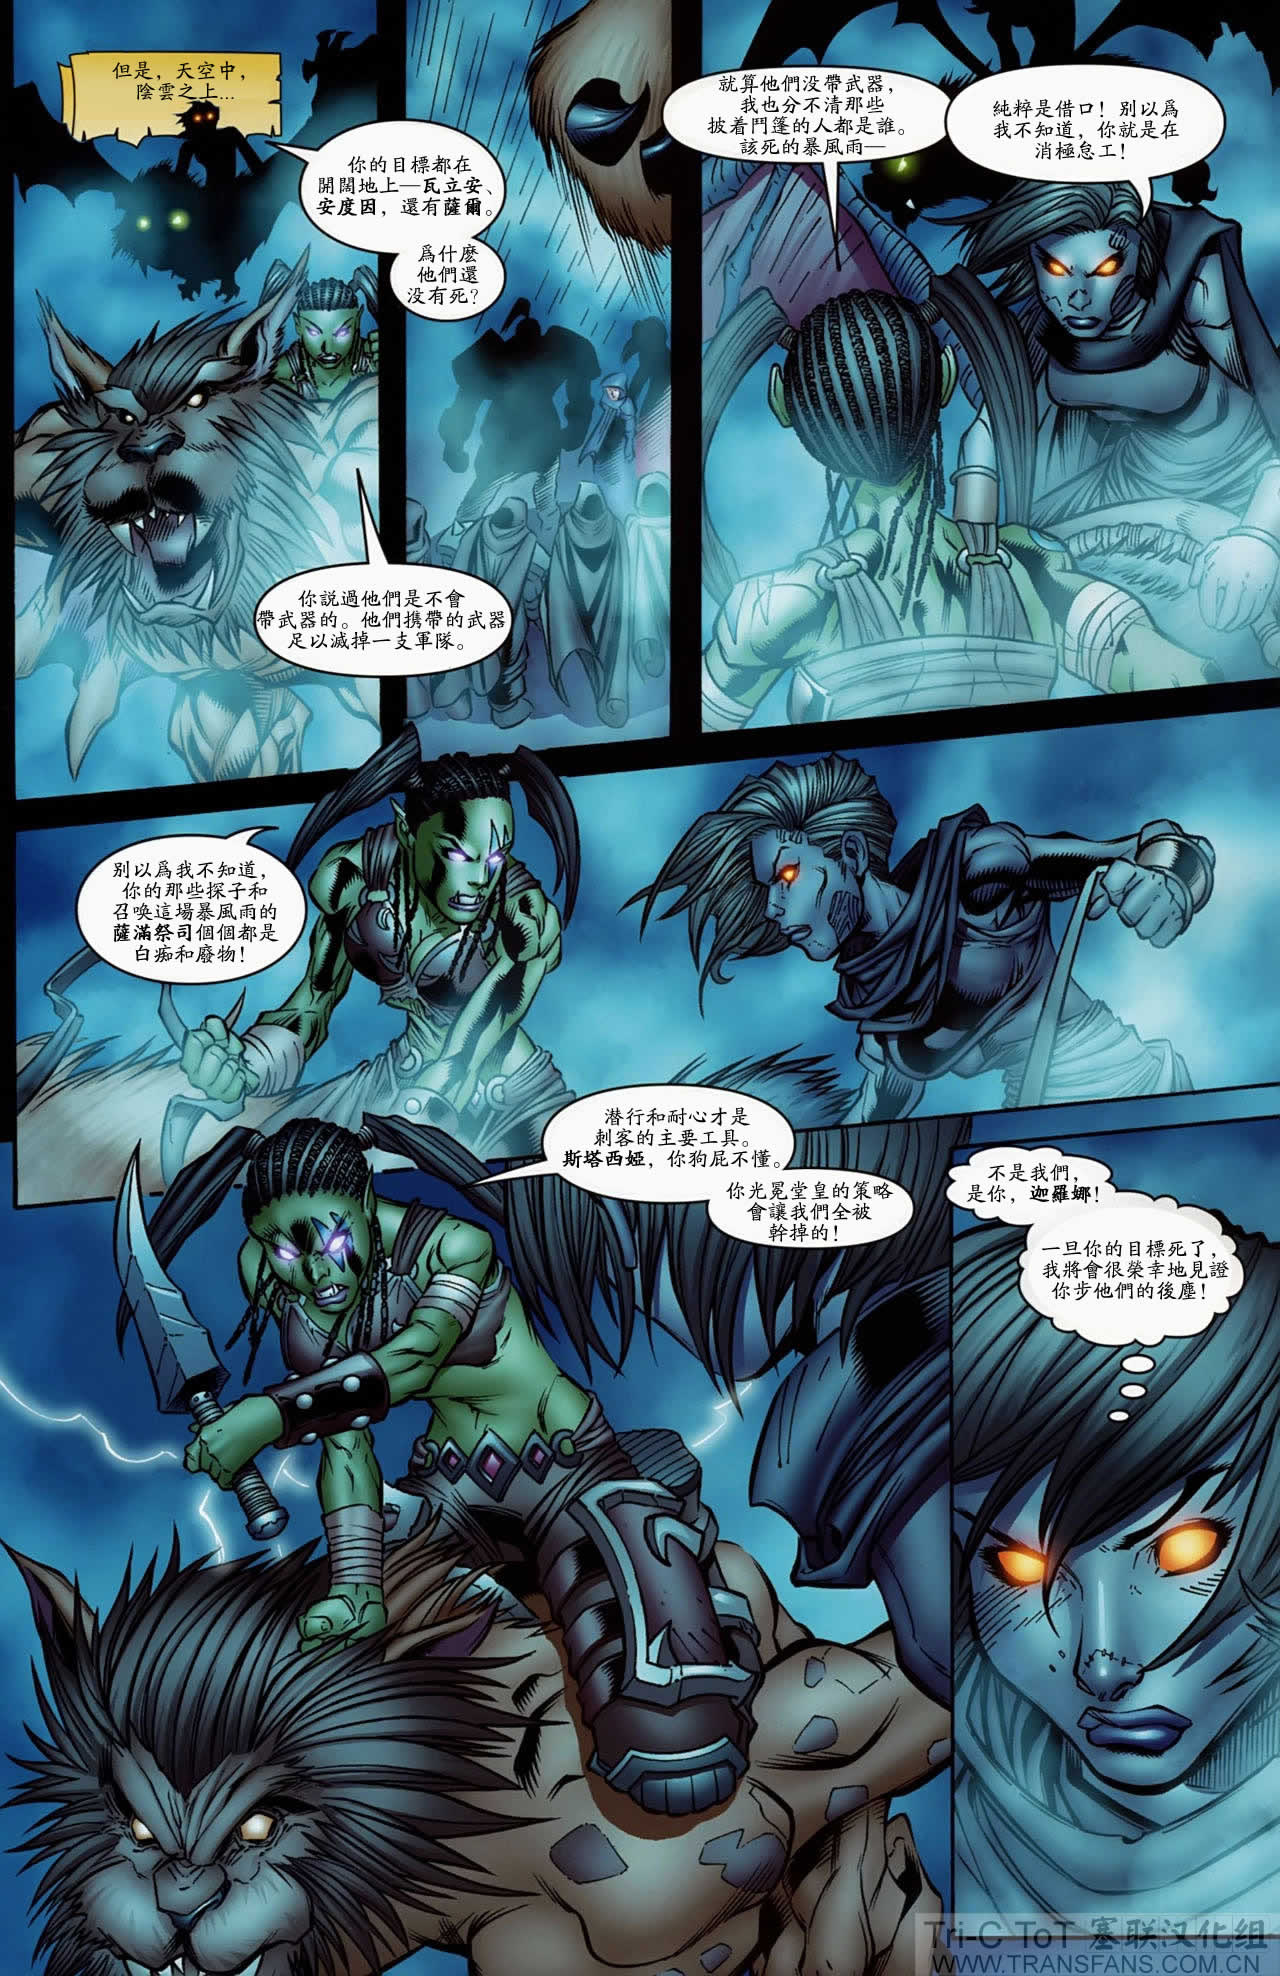 但是，天空中，
陰雲之上...
你的目標都在
開闊地上—瓦立安、
安度因，還有薩爾。
爲什麽
他們還
没有死？
你説過他們是不會
帶武器的。他們携帶的武器
足以滅掉一支軍隊。
就算他們没帶武器，
我也分不清那些
披着鬥篷的人都是誰。
該死的暴風雨—
純粹是借口！别以爲
我不知道，你就是在
消極怠工！
别以爲我不知道，
你的那些探子和
召唤這場暴風雨的
薩滿祭司個個都是
白痴和廢物！
潜行和耐心才是
刺客的主要工具。
斯塔西婭，你狗屁不懂。
你光冕堂皇的策略
會讓我們全被
幹掉的！
不是我們，
是你，迦羅娜！
一旦你的目標死了，
我將會很榮幸地見證
你步他們的後塵！
Tri-C ToT 塞联汉化组
WWW.TRANSFANS.COM.CN